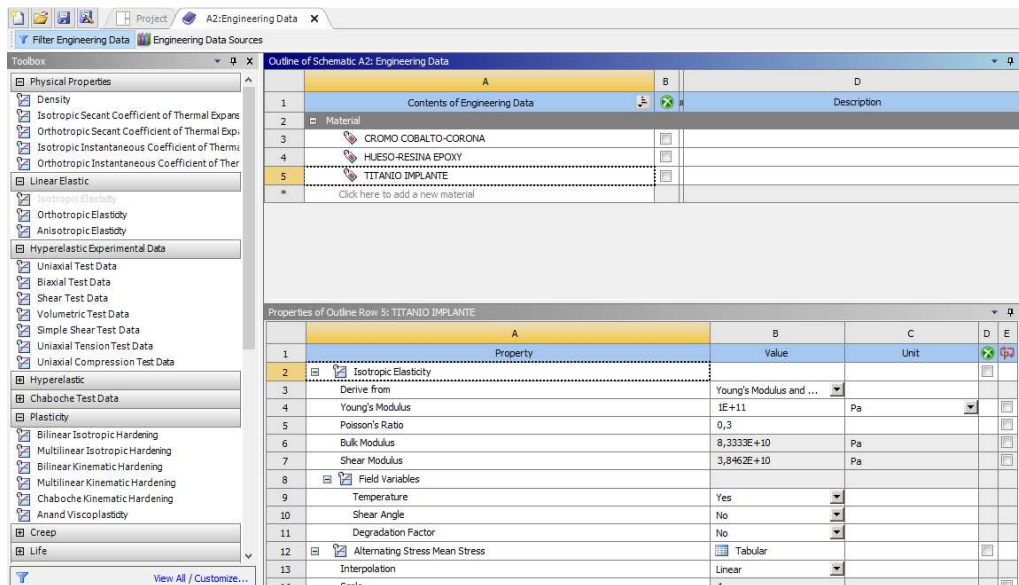 Project
A2:Engineering Data X
Filter Engineering Data Engineering Data Sources
Toolbox
Physical Properties
Density
Isotropic Secant Coefficient of Thermal Expans
Orthotropic Secant Coefficient of Thermal Exp
Isotropic Instantaneous Coefficient of Therma
Orthotropic Instantaneous Coefficient of Ther
Linear Elastic
Isotropic Elasticity
Orthotropic Elasticity
Anisotropic Elasticity
Hyperelastic Experimental Data
Uniaxial Test Data
Biaxial Test Data
Shear Test Data
Volumetric Test Data
Simple Shear Test Data
Uniaxial Tension Test Data
Uniaxial Compression Test Data
Hyperelastic
Chaboche Test Data
Plasticity
Bilinear Isotropic Hardening
Multilinear Isotropic Hardening
Bilinear Kinematic Hardening
Multilinear Kinematic Hardening
Chaboche Kinematic Hardening
Anand Viscoplasticity
Creep
Life
View All / Customize...
Outline of Schematic A2: Engineering Data
A B D
1 Contents of Engineering Data Description
2 Material
3 CROMO COBALTO-CORONA
4 HUESO-RESINA EPOXY
5 TITANIO IMPLANTE
* Click here to add a new material
Properties of Outline Row 5: TITANIO IMPLANTE
A B C D E
1 Property Value Unit
2 Isotropic Elasticity
3 Derive from Young's Modulus and ...
4 Young's Modulus 1E+11 Pa
5 Poisson's Ratio 0,3
6 Bulk Modulus 8,3333E+10 Pa
7 Shear Modulus 3,8462E+10 Pa
8 Field Variables
9 Temperature Yes
10 Shear Angle No
11 Degradation Factor No
12 Alternating Stress Mean Stress Tabular
13 Interpolation Linear